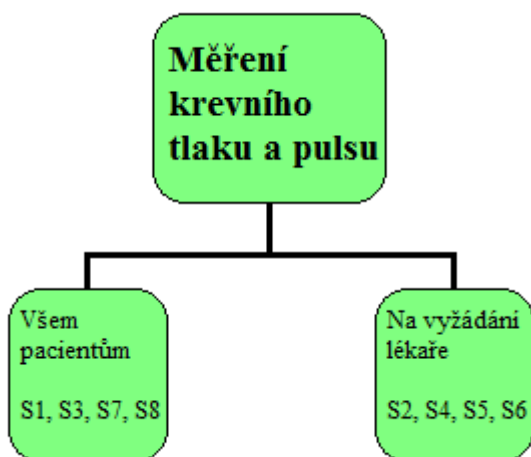 Měření
krevního
tlaku a pulsu
Všem
pacientům
S1, S3, S7, S8
Na vyžádání
lékaře
S2, S4, S5, S6